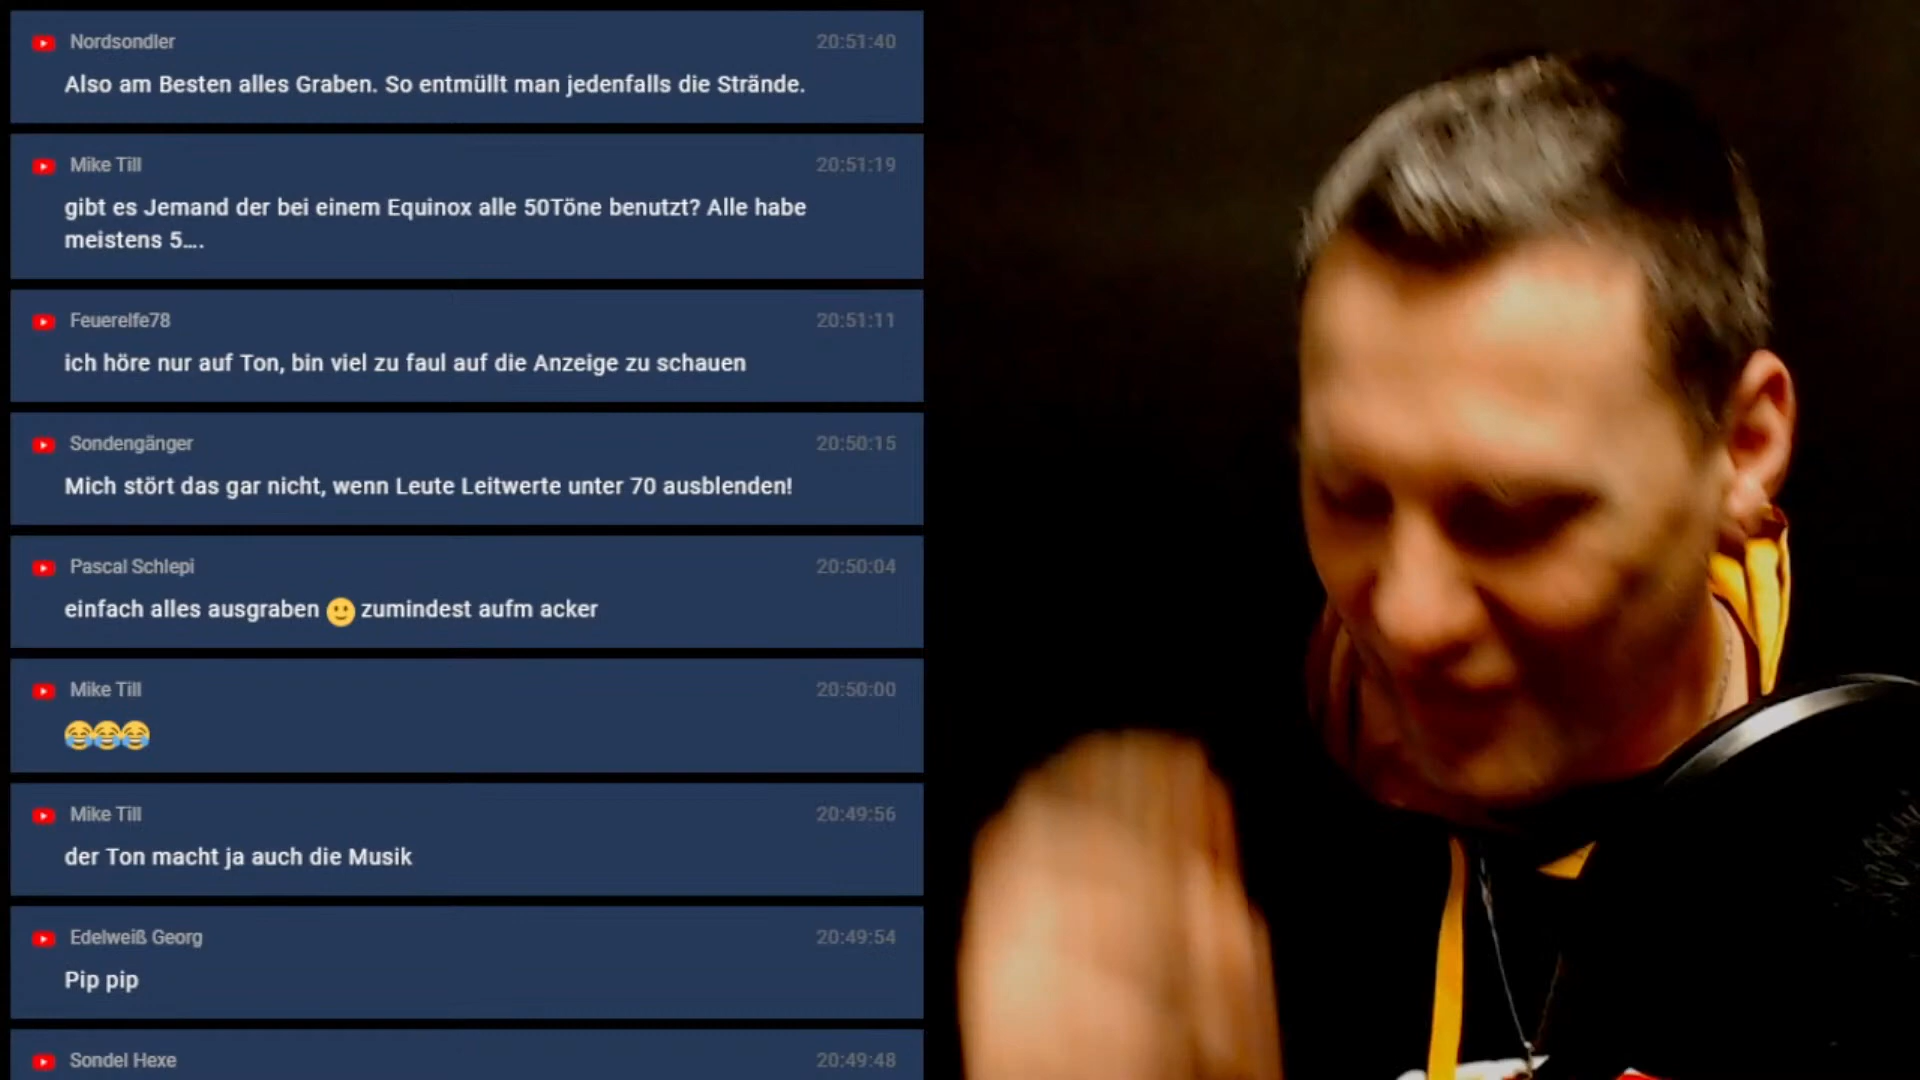 Nordsondler 20:51:40
Also am Besten alles Graben. So entmüllt man jedenfalls die Strände.
Mike Till 20:51:19
gibt es Jemand der bei einem Equinox alle 50Töne benutzt? Alle habe
meistens 5....
Feuerelfe78 20:51:11
ich höre nur auf Ton, bin viel zu faul auf die Anzeige zu schauen
Sondengänger 20:50:15
Mich stört das gar nicht, wenn Leute Leitwerte unter 70 ausblenden!
Pascal Schlepi 20:50:04
einfach alles ausgraben 🙂 zumindest aufm acker
Mike Till 20:50:00
😂😂😂
Mike Till 20:49:56
der Ton macht ja auch die Musik
Edelweiß Georg 20:49:54
Pip pip
Sondel Hexe 20:49:48